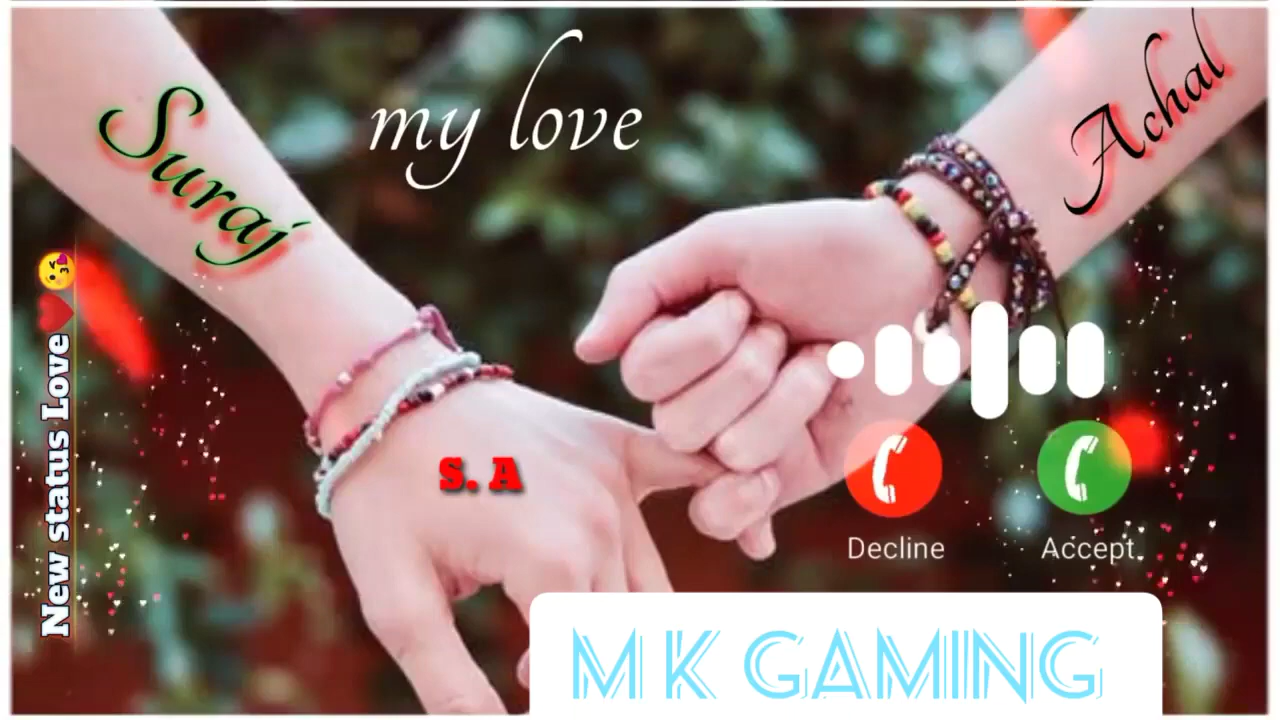 my love
Suraj
Achal
New status Love❤️😘
S. A
Decline
Accept
M K GAMING